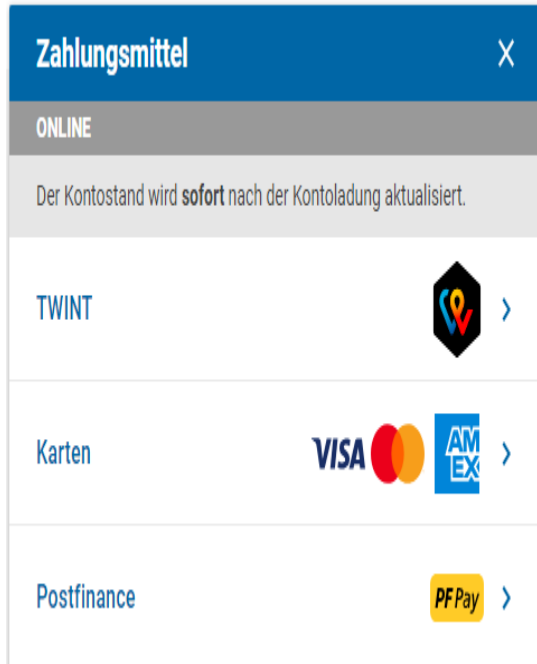 Zahlungsmittel
ONLINE
Der Kontostand wird sofort nach der Kontoladung aktualisiert.
TWINT
Karten VISA AM EX
Postfinance PF Pay